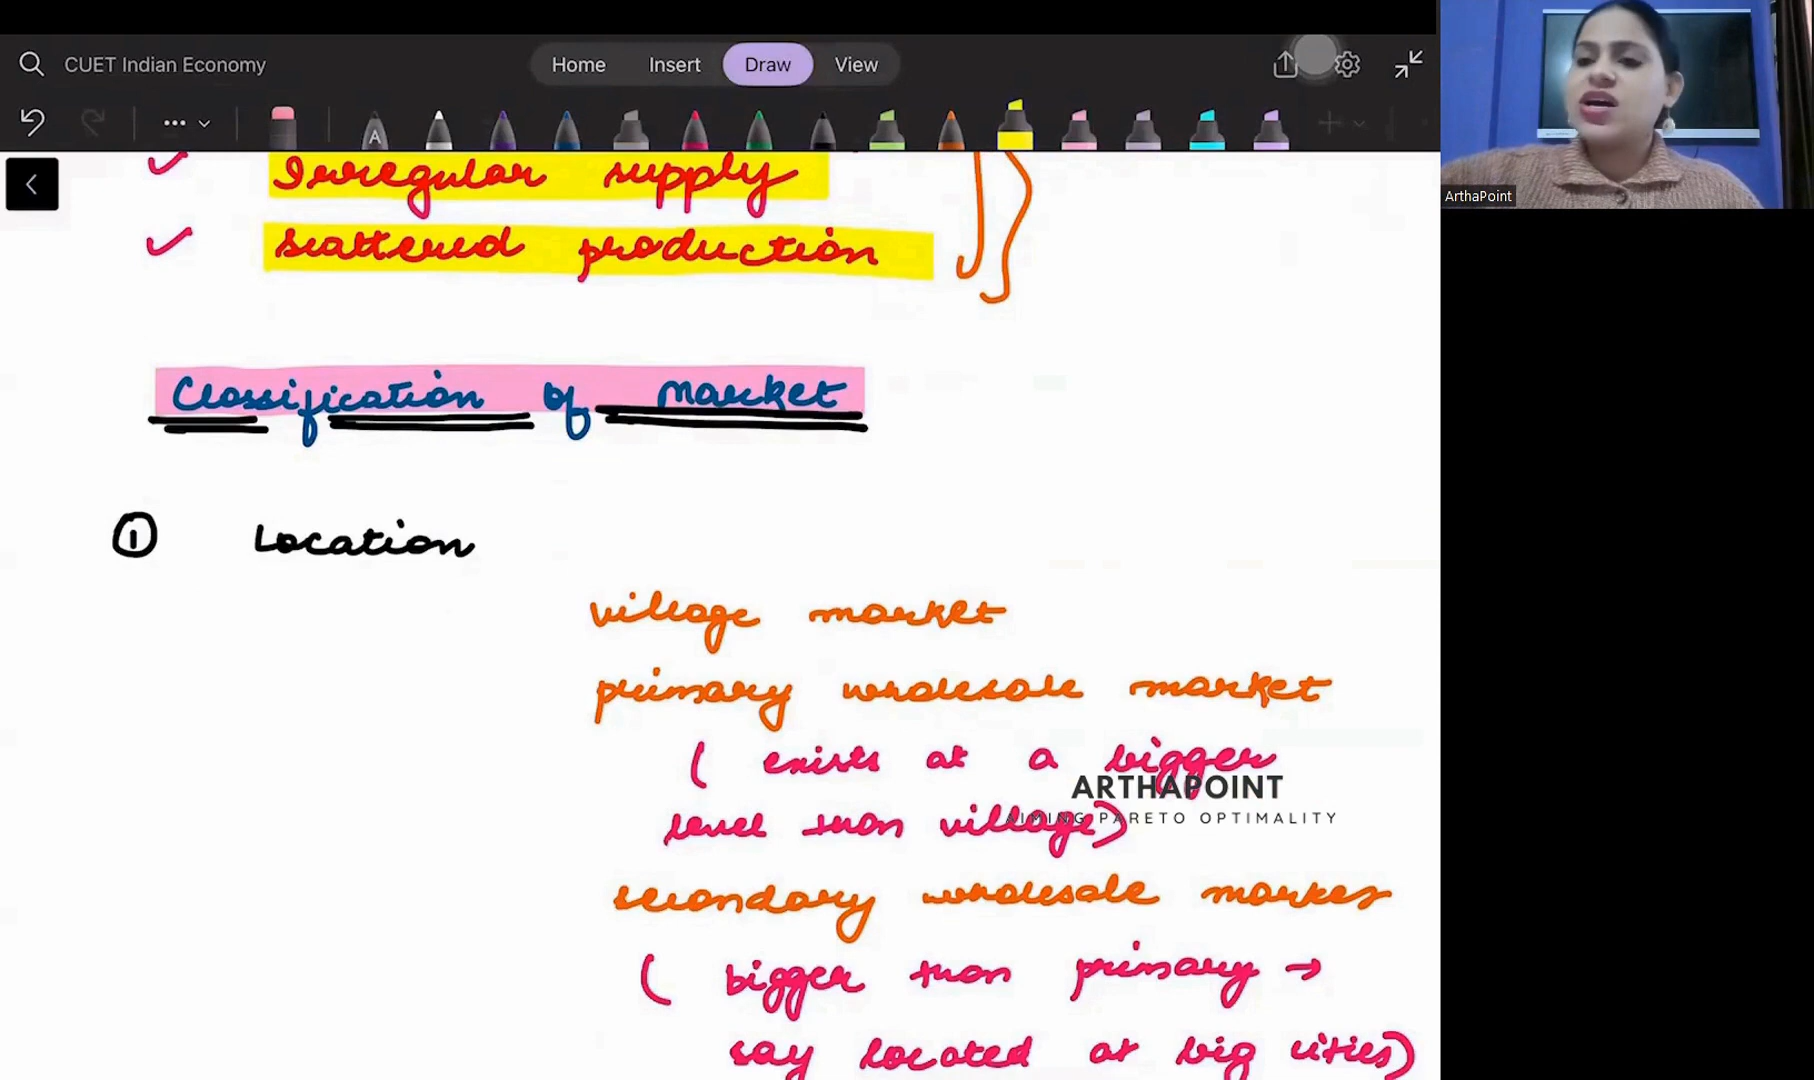 CUET Indian Economy
Home Insert Draw View
A
ArthaPoint
Irregular supply
scattered production
Classification of market
① Location
village market
primary wholesale market
( exists at a bigger
level than village)
ARTHAPOINT
AIMING PARETO OPTIMALITY
secondary wholesale market
( bigger than primary →
say located at big cities)